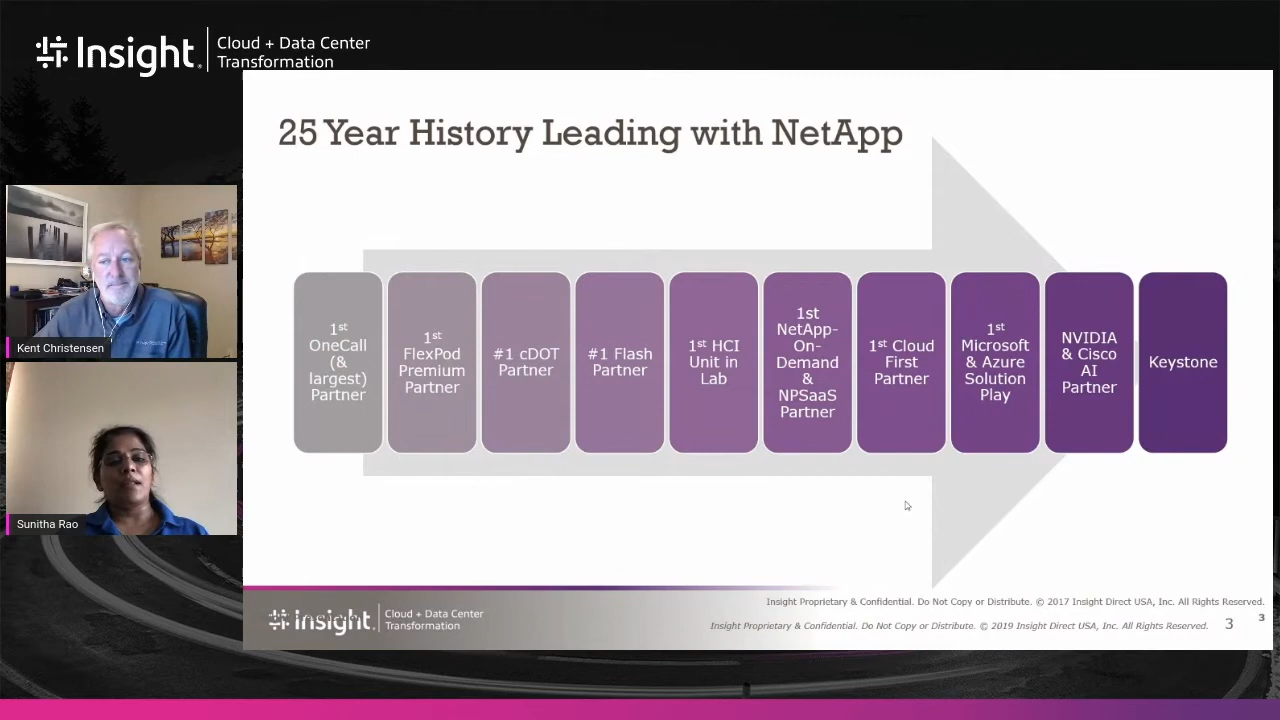 Insight.
Cloud + Data Center
Transformation
25 Year History Leading with NetApp
1st
OneCall
(&
largest)
Partner
1st
FlexPod
Premium
Partner
#1 cDOT
Partner
#1 Flash
Partner
1st HCI
Unit in
Lab
1st
NetApp-
On-
Demand
&
NPSaaS
Partner
1st Cloud
First
Partner
1st
Microsoft
& Azure
Solution
Play
NVIDIA
& Cisco
AI
Partner
Keystone
Kent Christensen
Sunitha Rao
Insight.
Cloud + Data Center
Transformation
Insight Proprietary & Confidential. Do Not Copy or Distribute. © 2017 Insight Direct USA, Inc. All Rights Reserved.
3
Insight Proprietary & Confidential. Do Not Copy or Distribute. © 2019 Insight Direct USA, Inc. All Rights Reserved.
3